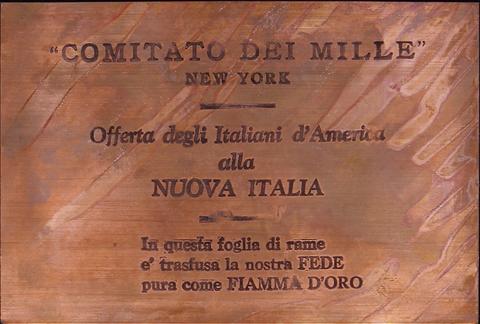 "COMITATO DEI MILLE"
NEW YORK
Offerta degli Italiani d'America
alla
NUOVA ITALIA
In questa foglia di rame
e' trasfusa la nostra FEDE
pura come FIAMMA D'ORO